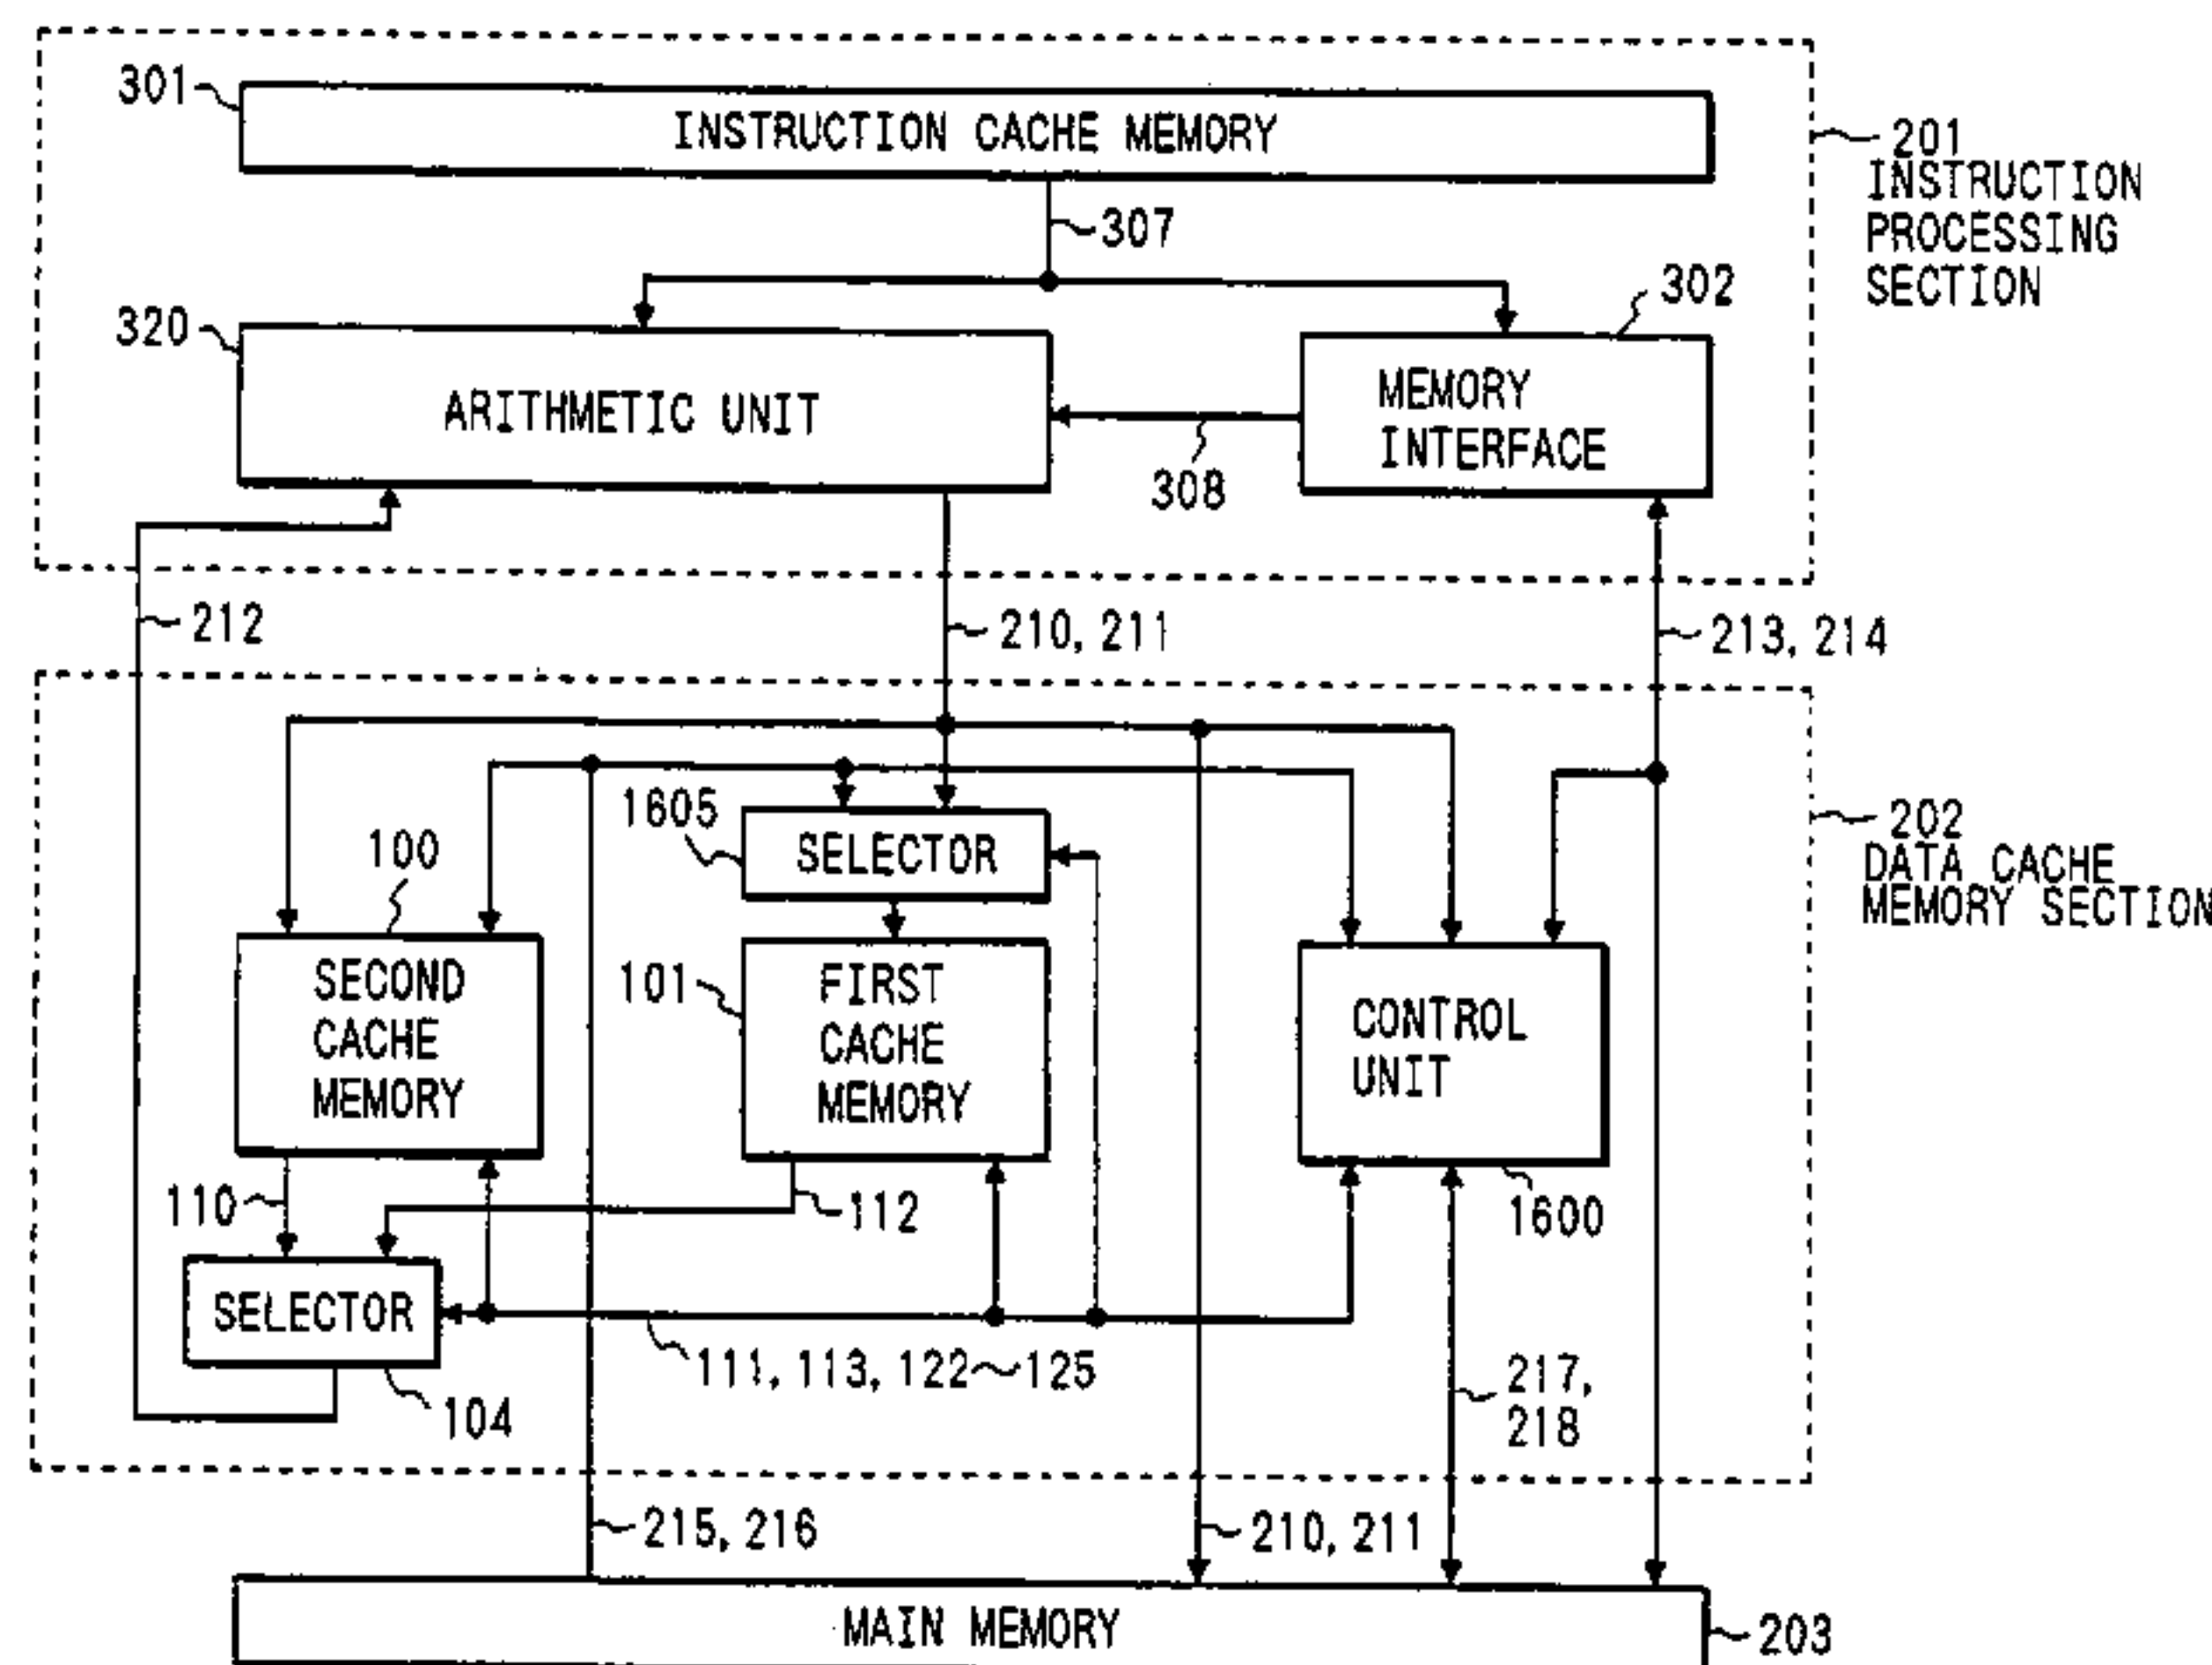 301
INSTRUCTION CACHE MEMORY
201
INSTRUCTION
PROCESSING
SECTION
307
302
320
ARITHMETIC UNIT
MEMORY
INTERFACE
308
212
210, 211
213, 214
1605
SELECTOR
202
DATA CACHE
MEMORY SECTION
100
SECOND
CACHE
MEMORY
101
FIRST
CACHE
MEMORY
CONTROL
UNIT
110
112
1600
SELECTOR
111, 113, 122~125
104
217,
218
215, 216
210, 211
MAIN MEMORY
203